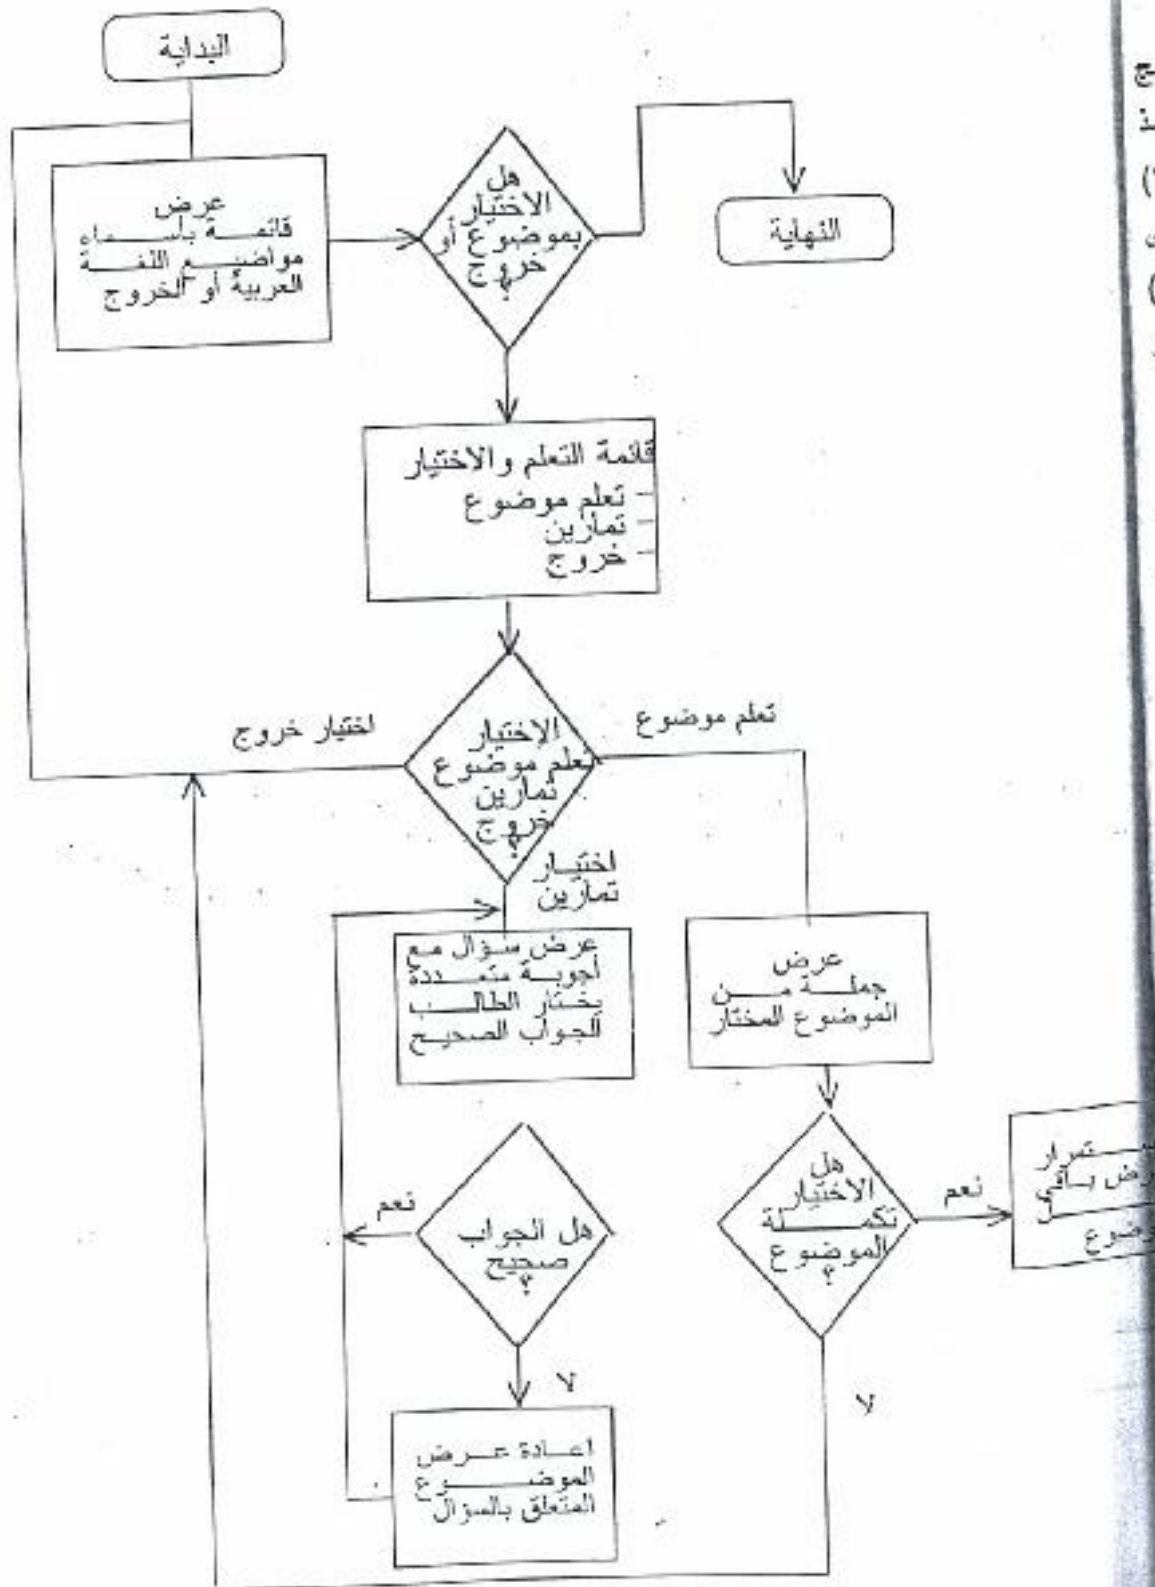 البداية
عرض
قائمة بأسماء
مواضيع اللغة
العربية أو الخروج
هل
الاختيار
بموضوع أو
خروج
؟
النهاية
قائمة التعلم والاختيار
- تعلم موضوع
- تمارين
- خروج
الاختيار
تعلم موضوع
تمارين
خروج
؟
تعلم موضوع
اختيار خروج
اختيار
تمارين
عرض سؤال مع
أجوبة متعددة
يختار الطالب
الجواب الصحيح
عرض
جملة من
الموضوع المختار
هل
الاختيار
تكملة
الموضوع
؟
نعم
باقي
لا
هل الجواب
صحيح
؟
نعم
لا
اعادة عرض
الموضوع
المتعلق بالسؤال